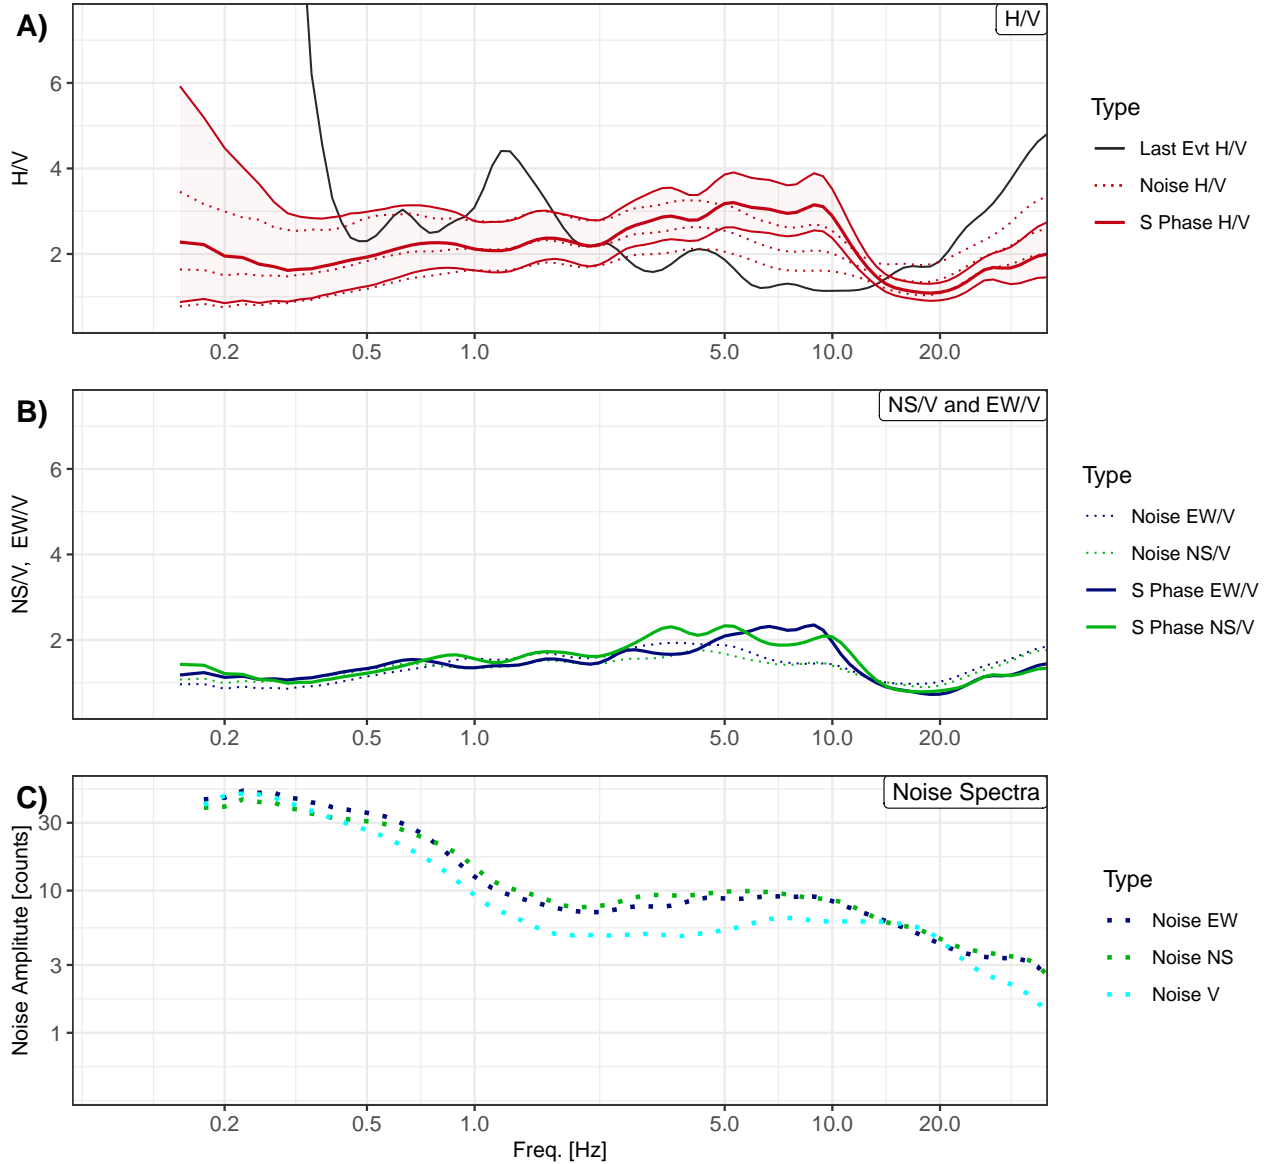 A)
H/V
H/V
6
4
2
0.2
0.5
1.0
5.0
10.0
20.0
Type
Last Evt H/V
Noise H/V
S Phase H/V
B)
NS/V and EW/V
NS/V,  EW/V
6
4
2
0.2
0.5
1.0
5.0
10.0
20.0
Type
Noise EW/V
Noise NS/V
S Phase EW/V
S Phase NS/V
C)
Noise Spectra
Noise Amplitude [counts]
30
10
3
1
0.2
0.5
1.0
5.0
10.0
20.0
Freq. [Hz]
Type
Noise EW
Noise NS
Noise V